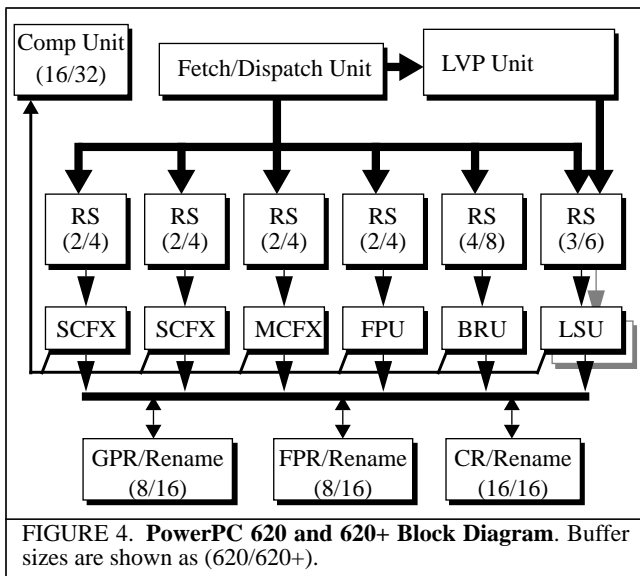 Comp Unit
(16/32)
Fetch/Dispatch Unit
LVP Unit
RS
(2/4)
RS
(2/4)
RS
(2/4)
RS
(2/4)
RS
(4/8)
RS
(3/6)
SCFX
SCFX
MCFX
FPU
BRU
LSU
GPR/Rename
(8/16)
FPR/Rename
(8/16)
CR/Rename
(16/16)
FIGURE 4. PowerPC 620 and 620+ Block Diagram. Buffer
sizes are shown as (620/620+).